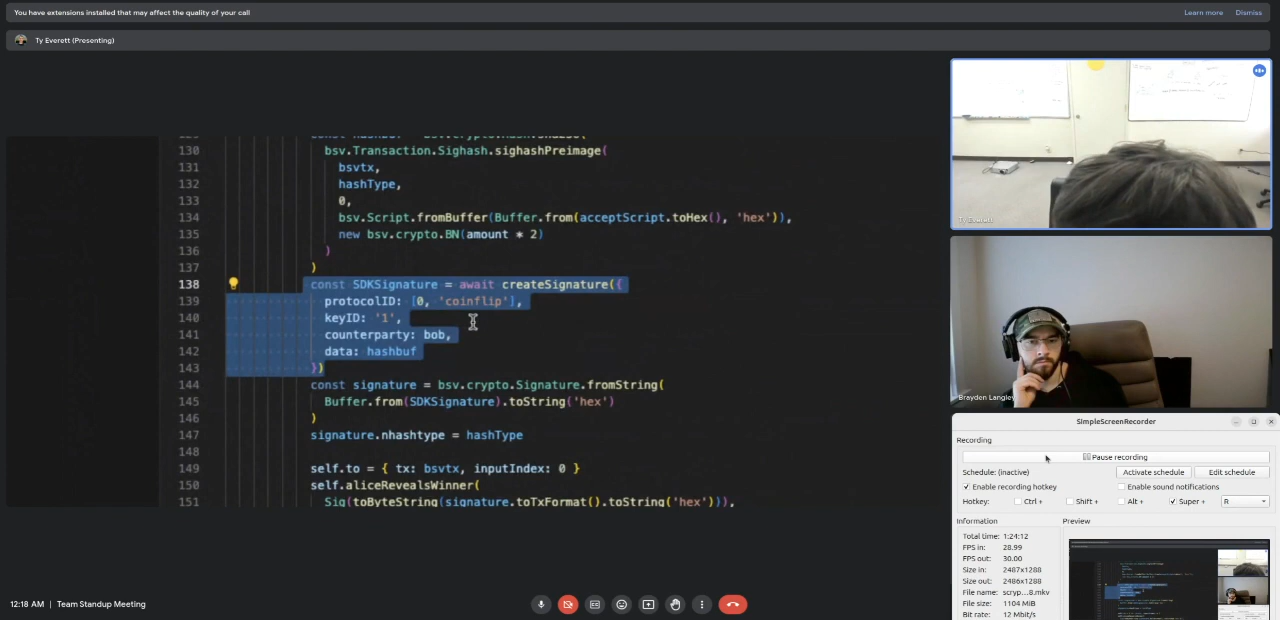 You have extensions installed that may affect the quality of your call
Learn more
Dismiss
Ty Everett (Presenting)
130 bsv.Transaction.Sighash.sighashPreimage(
131 bsvtx,
132 hashType,
133 0,
134 bsv.Script.fromBuffer(Buffer.from(acceptScript.toHex(), 'hex')),
135 new bsv.crypto.BN(amount * 2)
136 )
137 )
138 const SDKSignature = await createSignature({
139 protocolID: [0, 'coinflip'],
140 keyID: '1',
141 counterparty: bob,
142 data: hashbuf
143 })
144 const signature = bsv.crypto.Signature.fromString(
145 Buffer.from(SDKSignature).toString('hex')
146 )
147 signature.nhashtype = hashType
148
149 self.to = { tx: bsvtx, inputIndex: 0 }
150 self.aliceRevealsWinner(
151 Sig(toByteString(signature.toTxFormat().toString('hex'))),
Ty Everett
Brayden Langley
SimpleScreenRecorder
Recording
Pause recording
Schedule: (inactive)
Activate schedule
Edit schedule
Enable recording hotkey
Enable sound notifications
Hotkey:
Ctrl +
Shift +
Alt +
Super +
R
Information
Preview
Total time: 1:24:12
FPS in: 28.99
FPS out: 30.00
Size in: 2487x1288
Size out: 2486x1288
File name: scryp...8.mkv
File size: 1104 MiB
Bit rate: 12 Mbit/s
12:18 AM | Team Standup Meeting